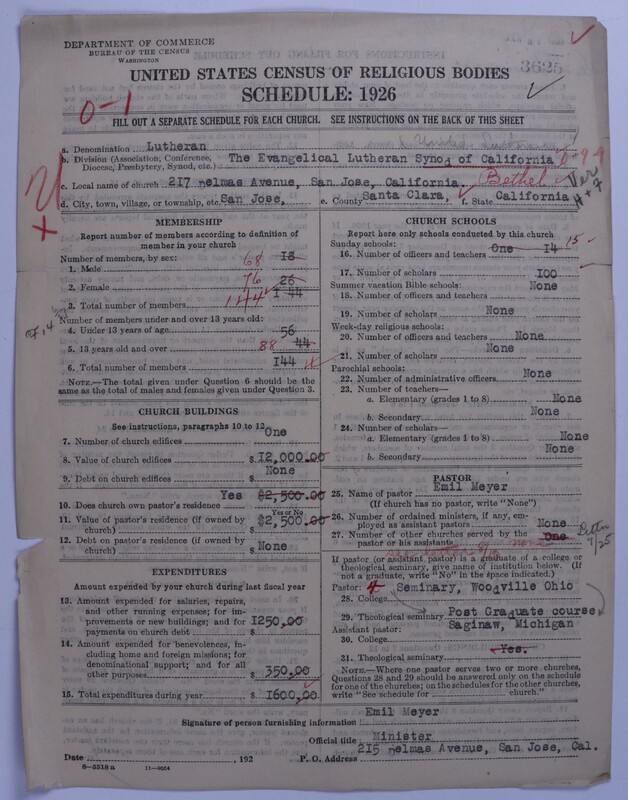 DEPARTMENT OF COMMERCE
BUREAU OF THE CENSUS
WASHINGTON
3625
UNITED STATES CENSUS OF RELIGIOUS BODIES
SCHEDULE: 1926
0-1
FILL OUT A SEPARATE SCHEDULE FOR EACH CHURCH. SEE INSTRUCTIONS ON THE BACK OF THIS SHEET
a. Denomination Lutheran
b. Division (Association, Conference, Diocese, Presbytery, Synod, etc.) The Evangelical Lutheran Synod of California
c. Local name of church 217 Delmas Avenue, San Jose, California. Bethel
d. City, town, village, or township, etc. San Jose, e. County Santa Clara, f. State California
MEMBERSHIP
Report number of members according to definition of member in your church
Number of members, by sex:
1. Male 68 18
2. Female 76 26
3. Total number of members 144 1 44
Number of members under and over 13 years old:
4. Under 13 years of age 56
5. 13 years old and over 88 44
6. Total number of members 144
NOTE.—The total given under Question 6 should be the same as the total of males and females given under Question 3.
CHURCH BUILDINGS
See instructions, paragraphs 10 to 12
7. Number of church edifices One
8. Value of church edifices $ 12,000.00
9. Debt on church edifices $ None
10. Does church own pastor's residence Yes $2,500.00
Yes or No
11. Value of pastor's residence (if owned by church) $2,500.00
12. Debt on pastor's residence (if owned by church) $ None
EXPENDITURES
Amount expended by your church during last fiscal year
13. Amount expended for salaries, repairs, and other running expenses; for improvements or new buildings; and for payments on church debt $ 1250.00
14. Amount expended for benevolences, including home and foreign missions; for denominational support; and for all other purposes $ 350.00
15. Total expenditures during year $ 1600.00
CHURCH SCHOOLS
Report here only schools conducted by this church
Sunday schools:
16. Number of officers and teachers One 14 15
17. Number of scholars 100
Summer vacation Bible schools:
18. Number of officers and teachers None
19. Number of scholars None
Week-day religious schools:
20. Number of officers and teachers None
21. Number of scholars None
Parochial schools:
22. Number of administrative officers None
23. Number of teachers—
a. Elementary (grades 1 to 8) None
b. Secondary None
24. Number of scholars—
a. Elementary (grades 1 to 8) None
b. Secondary None
PASTOR
25. Name of pastor Emil Meyer
(If church has no pastor, write "None")
26. Number of ordained ministers, if any, employed as assistant pastors None
27. Number of other churches served by the pastor or his assistants One
If pastor (or assistant pastor) is a graduate of a college or theological seminary, give name of institution below. (If not a graduate, write "No" in the space indicated.)
Pastor:
28. College Seminary, Woodville Ohio
29. Theological seminary Post Graduate course
Saginaw, Michigan
Assistant pastor:
30. College
31. Theological seminary Yes.
NOTE.—Where one pastor serves two or more churches, Questions 28 and 29 should be answered only on the schedule for one of the churches; on the schedules for the other churches, write "See schedule for church."
Signature of person furnishing information Emil Meyer
Official title Minister
Date , 192 P. O. Address 215 Delmas Avenue, San Jose, Cal.
8-5518 a